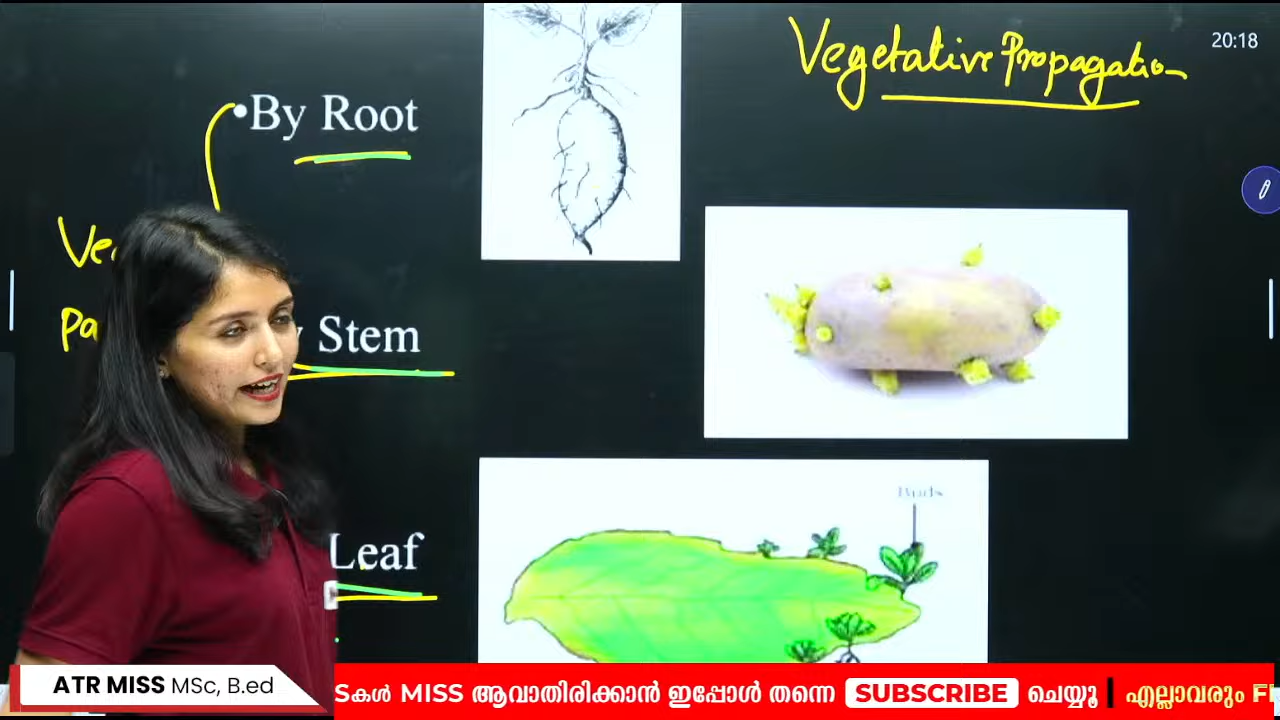 Vegetative Propagation
20:18
•By Root
Stem
Leaf
Buds
ATR MISS MSc, B.ed
MISS ആവാതിരിക്കാൻ ഇപ്പോൾ തന്നെ SUBSCRIBE ചെയ്യൂ | എല്ലാവരും